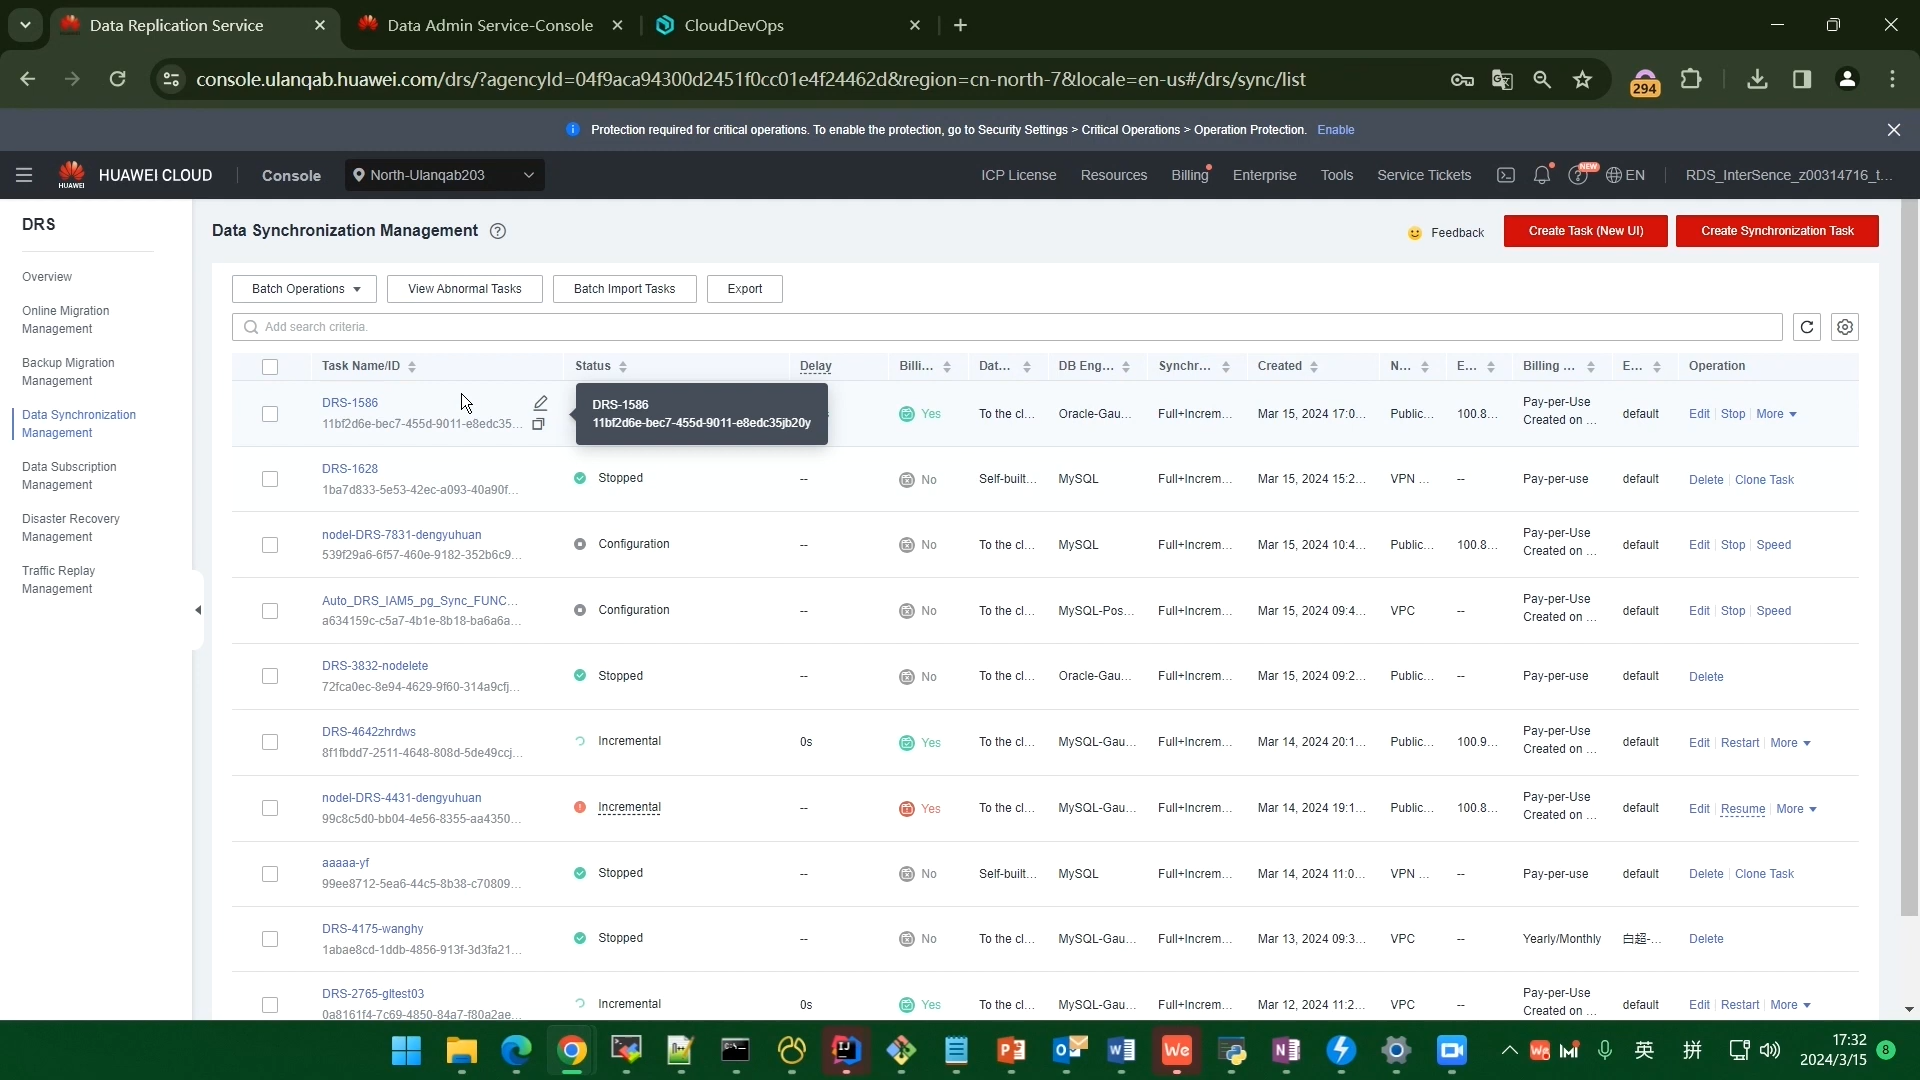 Data Replication Service
Data Admin Service-Console
CloudDevOps
console.ulanqab.huawei.com/drs/?agencyId=04f9aca94300d2451f0cc01e4f24462d&region=cn-north-7&locale=en-us#/drs/sync/list
294
Protection required for critical operations. To enable the protection, go to Security Settings > Critical Operations > Operation Protection. Enable
HUAWEI
HUAWEI CLOUD
Console
North-Ulanqab203
ICP License
Resources
Billing
Enterprise
Tools
Service Tickets
NEW
EN
RDS_InterSence_z00314716_t...
DRS
Overview
Online Migration
Management
Backup Migration
Management
Data Synchronization
Management
Data Subscription
Management
Disaster Recovery
Management
Traffic Replay
Management
Data Synchronization Management
Feedback
Create Task (New UI)
Create Synchronization Task
Batch Operations
View Abnormal Tasks
Batch Import Tasks
Export
Add search criteria.
Task Name/ID Status Delay Billi... Dat... DB Eng... Synchr... Created N... E... Billing ... E... Operation
DRS-1586
11bf2d6e-bec7-455d-9011-e8edc35...
DRS-1586
11bf2d6e-bec7-455d-9011-e8edc35jb20y
Yes To the cl... Oracle-Gau... Full+Increm... Mar 15, 2024 17:0... Public... 100.8... Pay-per-Use
Created on ...
default Edit Stop More
DRS-1628
1ba7d833-5e53-42ec-a093-40a90f...
Stopped -- No Self-built... MySQL Full+Increm... Mar 15, 2024 15:2... VPN ... -- Pay-per-use default Delete Clone Task
nodel-DRS-7831-dengyuhuan
539f29a6-6f57-460e-9182-352b6c9...
Configuration -- No To the cl... MySQL Full+Increm... Mar 15, 2024 10:4... Public... 100.8... Pay-per-Use
Created on ...
default Edit Stop Speed
Auto_DRS_IAM5_pg_Sync_FUNC...
a634159c-c5a7-4b1e-8b18-ba6a6a...
Configuration -- No To the cl... MySQL-Pos... Full+Increm... Mar 15, 2024 09:4... VPC -- Pay-per-Use
Created on ...
default Edit Stop Speed
DRS-3832-nodelete
72fca0ec-8e94-4629-9f60-314a9cfj...
Stopped -- No To the cl... Oracle-Gau... Full+Increm... Mar 15, 2024 09:2... Public... -- Pay-per-use default Delete
DRS-4642zhrdws
8f1fbdd7-2511-4648-808d-5de49ccj...
Incremental 0s Yes To the cl... MySQL-Gau... Full+Increm... Mar 14, 2024 20:1... Public... 100.9... Pay-per-Use
Created on ...
default Edit Restart More
nodel-DRS-4431-dengyuhuan
99c8c5d0-bb04-4e56-8355-aa4350...
Incremental -- Yes To the cl... MySQL-Gau... Full+Increm... Mar 14, 2024 19:1... Public... 100.8... Pay-per-Use
Created on ...
default Edit Resume More
aaaaa-yf
99ee8712-5ea6-44c5-8b38-c70809...
Stopped -- No Self-built... MySQL Full+Increm... Mar 14, 2024 11:0... VPN ... -- Pay-per-use default Delete Clone Task
DRS-4175-wanghy
1abae8cd-1ddb-4856-913f-3d3fa21...
Stopped -- No To the cl... MySQL-Gau... Full+Increm... Mar 13, 2024 09:3... VPC -- Yearly/Monthly 白超-... Delete
DRS-2765-gltest03
0a8161f4-7c69-4850-84a7-f80a2ae...
Incremental 0s Yes To the cl... MySQL-Gau... Full+Increm... Mar 12, 2024 11:2... VPC -- Pay-per-Use
Created on ...
default Edit Restart More
英
拼
17:32
2024/3/15
8